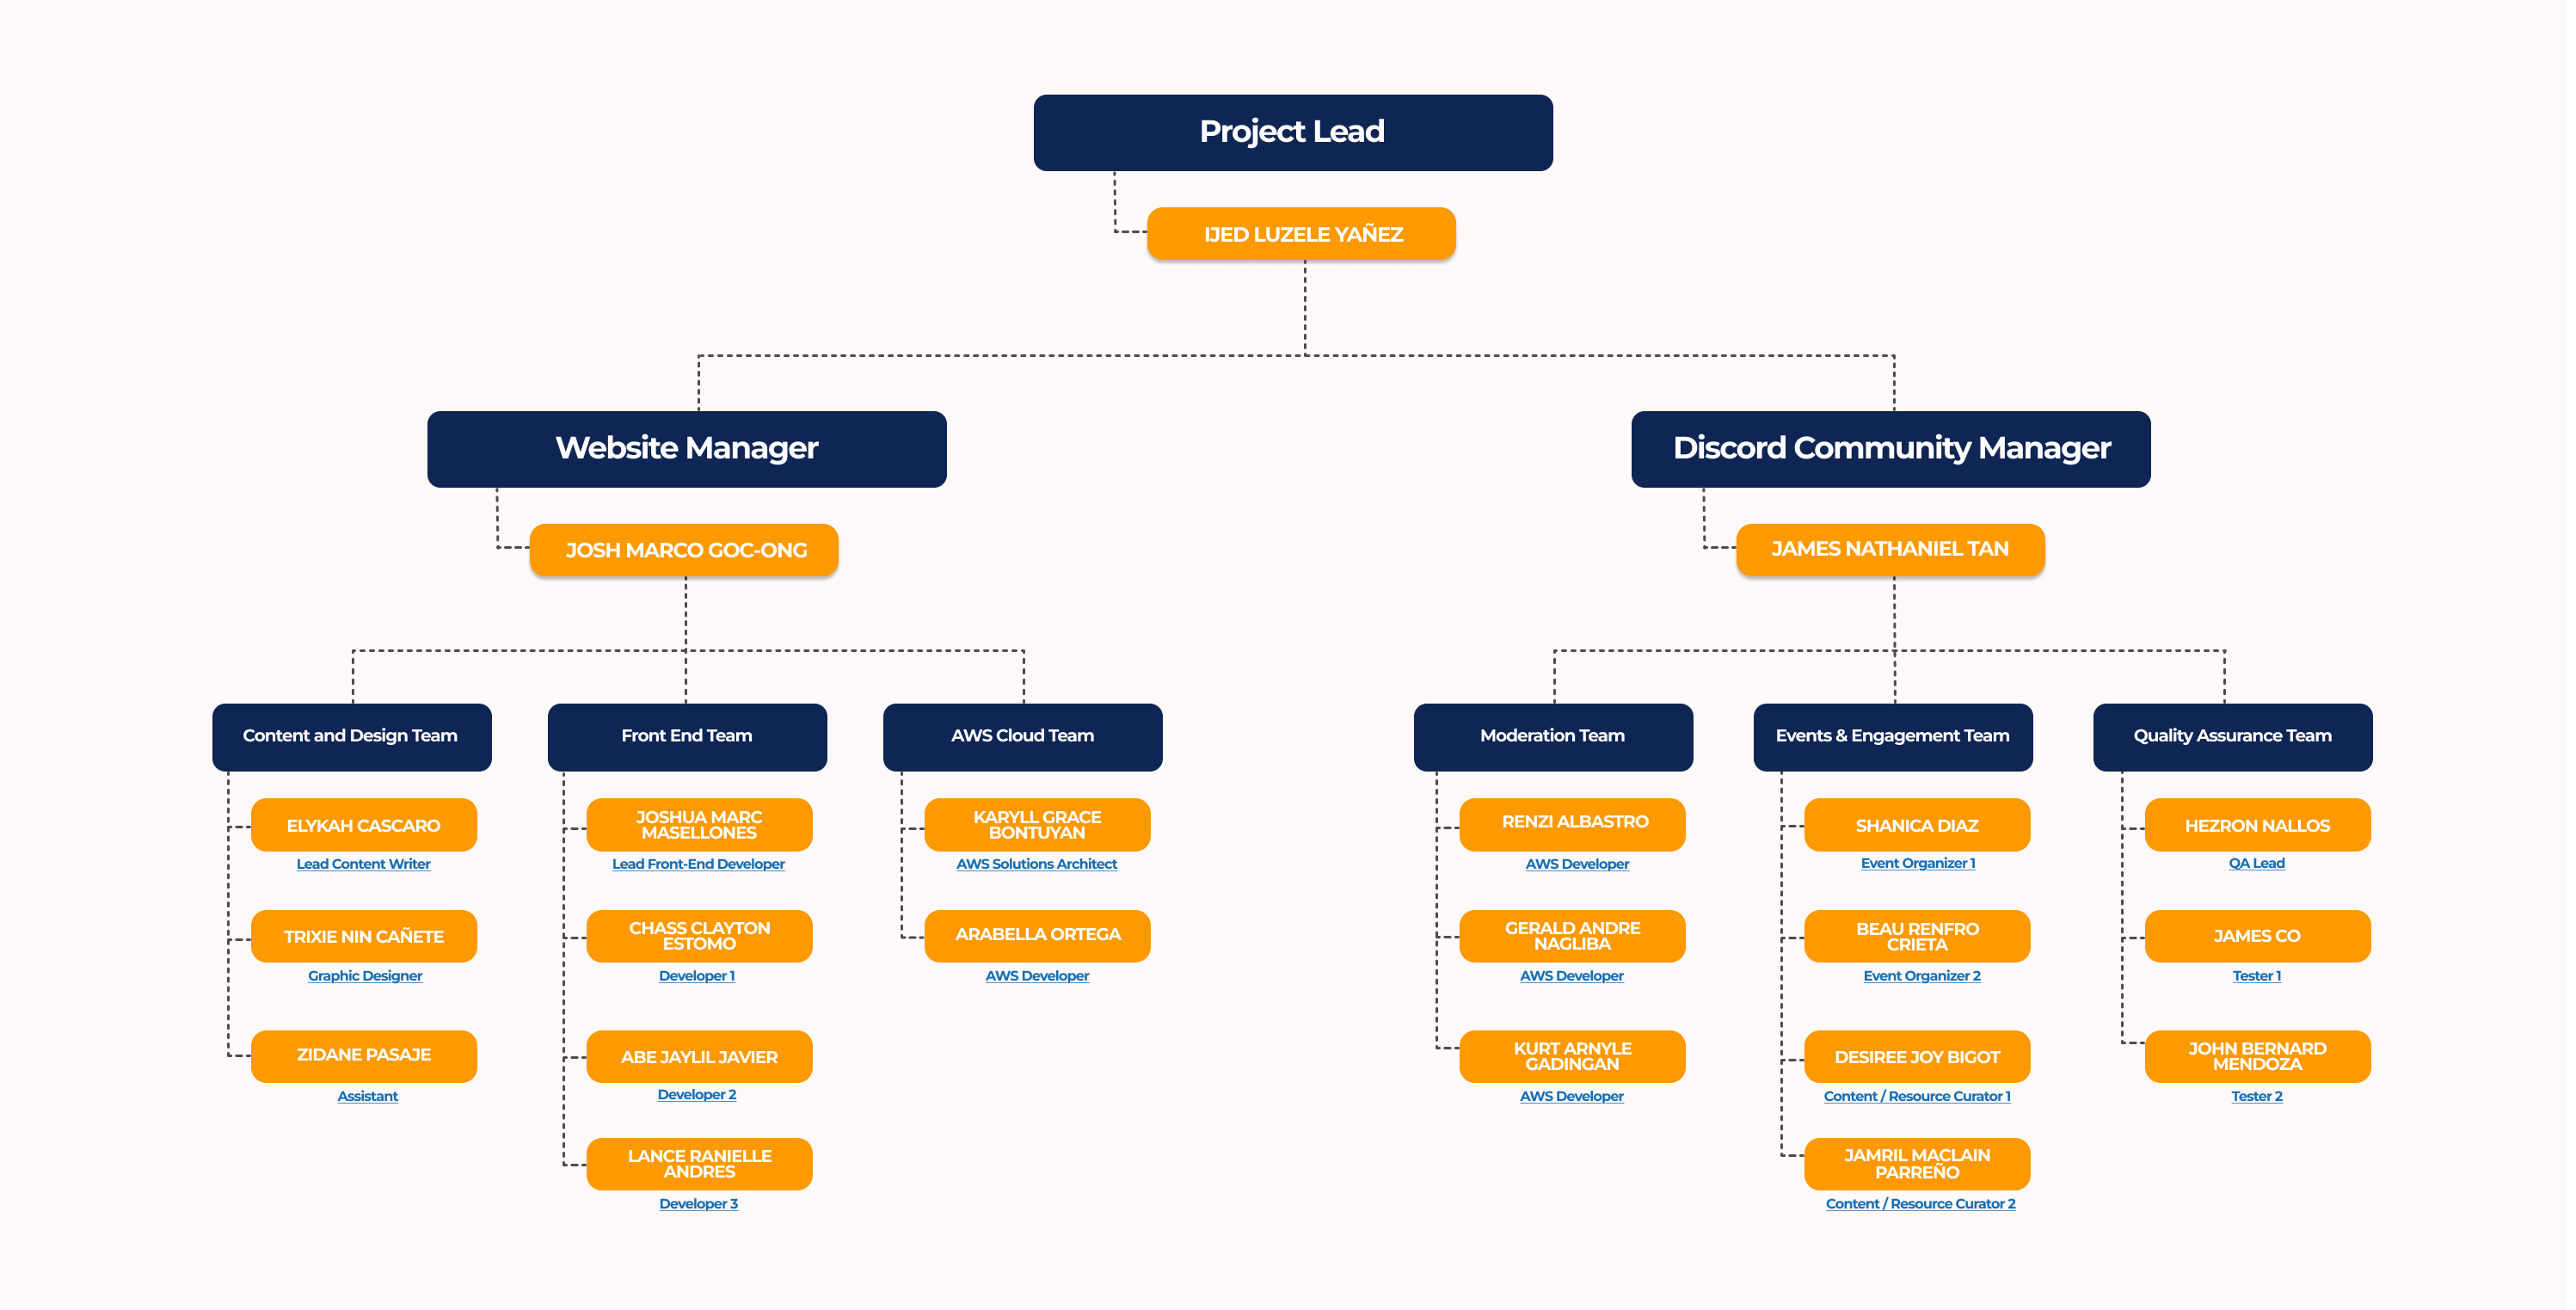 Project Lead
IJED LUZELE YAÑEZ
Website Manager
JOSH MARCO GOC-ONG
Discord Community Manager
JAMES NATHANIEL TAN
Content and Design Team
ELYKAH CASCARO
Lead Content Writer
TRIXIE NIN CAÑETE
Graphic Designer
ZIDANE PASAJE
Assistant
Front End Team
JOSHUA MARC
MASELLONES
Lead Front-End Developer
CHASS CLAYTON
ESTOMO
Developer 1
ABE JAYLIL JAVIER
Developer 2
LANCE RANIELLE
ANDRES
Developer 3
AWS Cloud Team
KARYLL GRACE
BONTUYAN
AWS Solutions Architect
ARABELLA ORTEGA
AWS Developer
Moderation Team
RENZI ALBASTRO
AWS Developer
GERALD ANDRE
NAGLIBA
AWS Developer
KURT ARNYLE
GADINGAN
AWS Developer
Events & Engagement Team
SHANICA DIAZ
Event Organizer 1
BEAU RENFRO
CRIETA
Event Organizer 2
DESIREE JOY BIGOT
Content / Resource Curator 1
JAMRIL MACLAIN
PARREÑO
Content / Resource Curator 2
Quality Assurance Team
HEZRON NALLOS
QA Lead
JAMES CO
Tester 1
JOHN BERNARD
MENDOZA
Tester 2